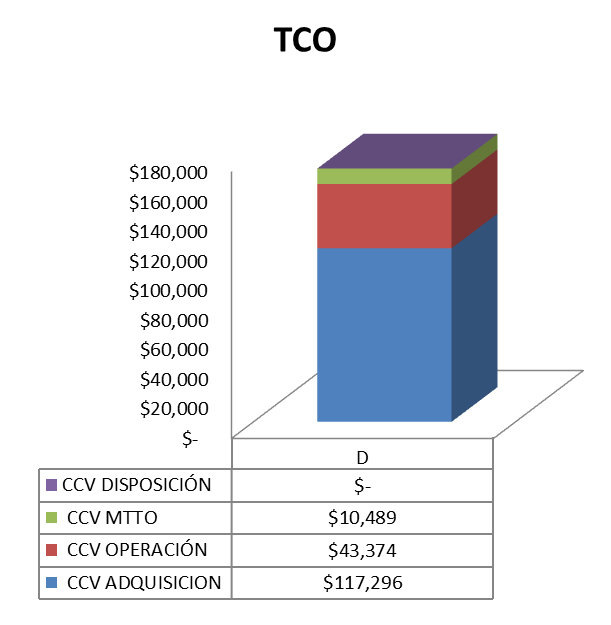 TCO
$180,000
$160,000
$140,000
$120,000
$100,000
$80,000
$60,000
$40,000
$20,000
$-
D
CCV DISPOSICIÓN $-
CCV MTTO $10,489
CCV OPERACIÓN $43,374
CCV ADQUISICION $117,296